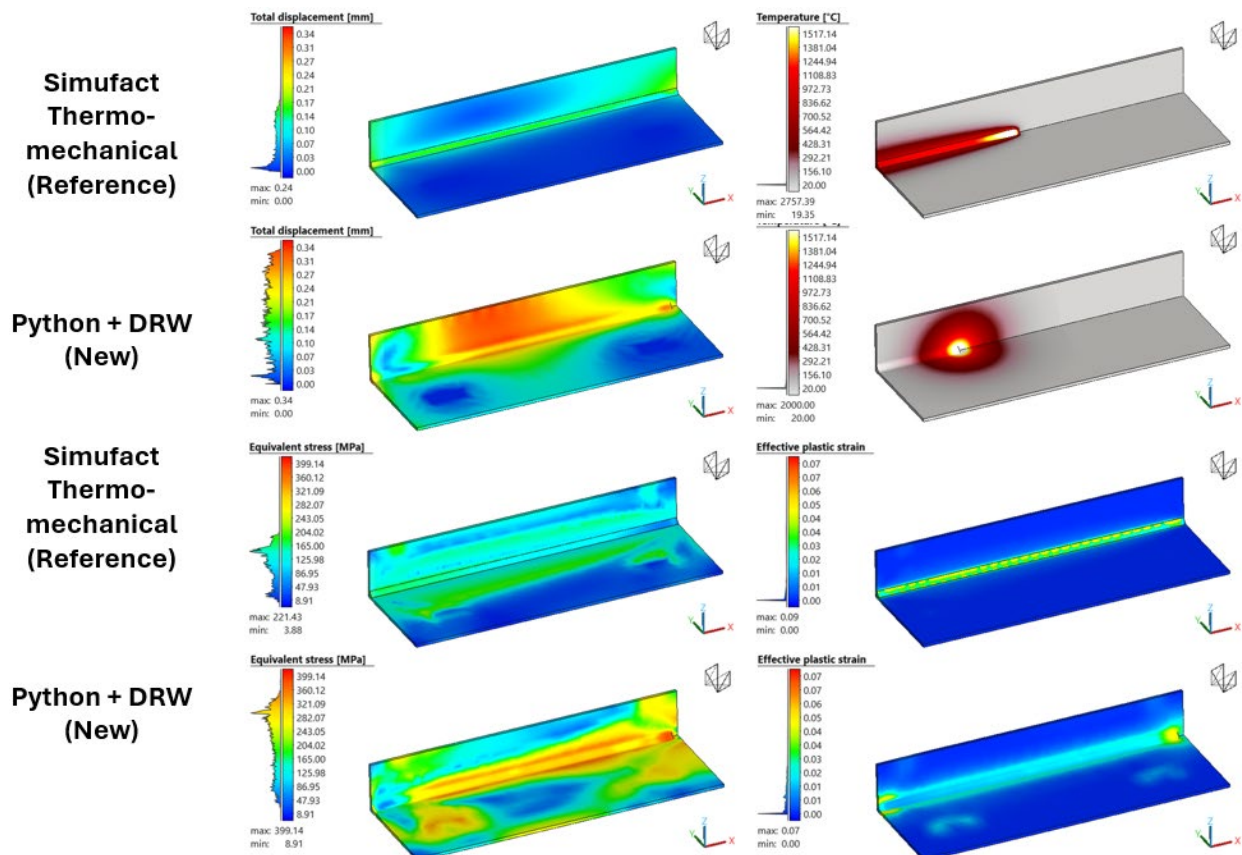 Simufact
Thermo-
mechanical
(Reference)
Total displacement [mm]
0.34
0.31
0.27
0.24
0.21
0.17
0.14
0.10
0.07
0.03
0.00
max: 0.24
min: 0.00
Z
Y
X
Temperature [°C]
1517.14
1381.04
1244.94
1108.83
972.73
836.62
700.52
564.42
428.31
292.21
156.10
20.00
max: 2757.39
min: 19.35
Z
Y
X
Python + DRW
(New)
Total displacement [mm]
0.34
0.31
0.27
0.24
0.21
0.17
0.14
0.10
0.07
0.03
0.00
max: 0.34
min: 0.00
Z
Y
X
1517.14
1381.04
1244.94
1108.83
972.73
836.62
700.52
564.42
428.31
292.21
156.10
20.00
max: 2000.00
min: 20.00
Z
Y
X
Simufact
Thermo-
mechanical
(Reference)
Equivalent stress [MPa]
399.14
360.12
321.09
282.07
243.05
204.02
165.00
125.98
86.95
47.93
8.91
max: 221.43
min: 3.88
Z
Y
X
Effective plastic strain
0.07
0.07
0.06
0.05
0.04
0.04
0.03
0.02
0.01
0.01
0.00
max: 0.09
min: 0.00
Z
Y
X
Python + DRW
(New)
Equivalent stress [MPa]
399.14
360.12
321.09
282.07
243.05
204.02
165.00
125.98
86.95
47.93
8.91
max: 399.14
min: 8.91
Z
Y
X
Effective plastic strain
0.07
0.07
0.06
0.05
0.04
0.04
0.03
0.02
0.01
0.01
0.00
max: 0.07
min: 0.00
Z
Y
X